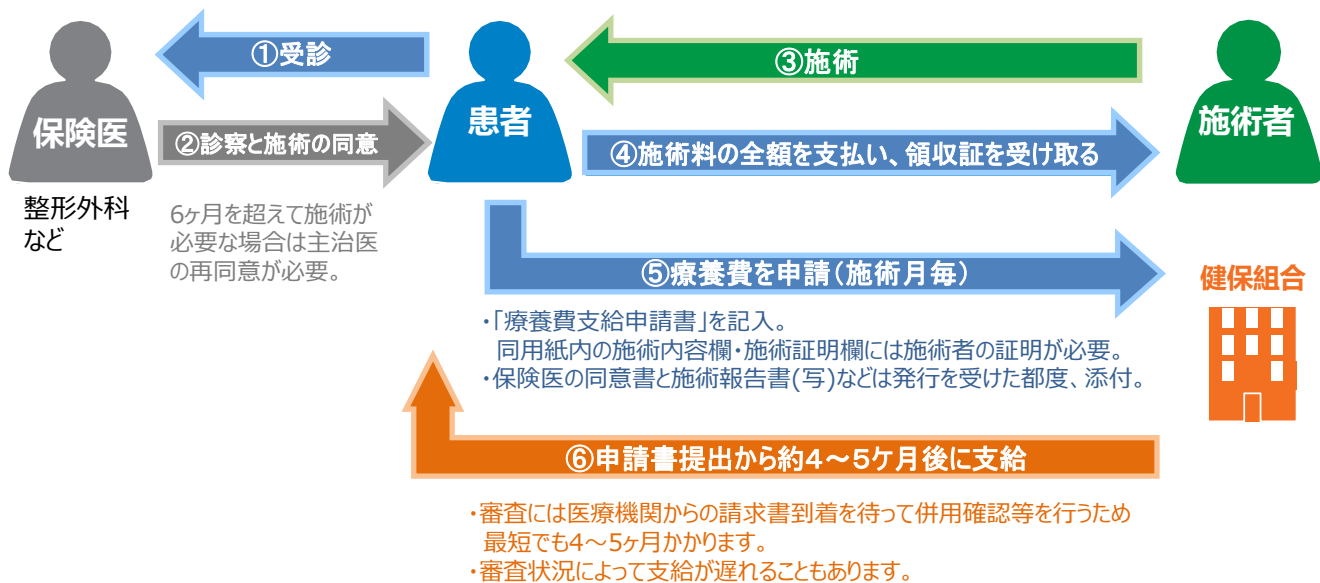 ①受診
保険医
②診察と施術の同意
患者
③施術
④施術料の全額を支払い、領収証を受け取る
施術者
整形外科
など
6ヶ月を超えて施術が
必要な場合は主治医
の再同意が必要。
⑤療養費を申請（施術月毎）
健保組合
・「療養費支給申請書」を記入。
同用紙内の施術内容欄・施術証明欄には施術者の証明が必要。
・保険医の同意書と施術報告書(写)などは発行を受けた都度、添付。
⑥申請書提出から約４～５ケ月後に支給
・審査には医療機関からの請求書到着を待って併用確認等を行うため
最短でも4～5ヶ月かかります。
・審査状況によって支給が遅れることもあります。